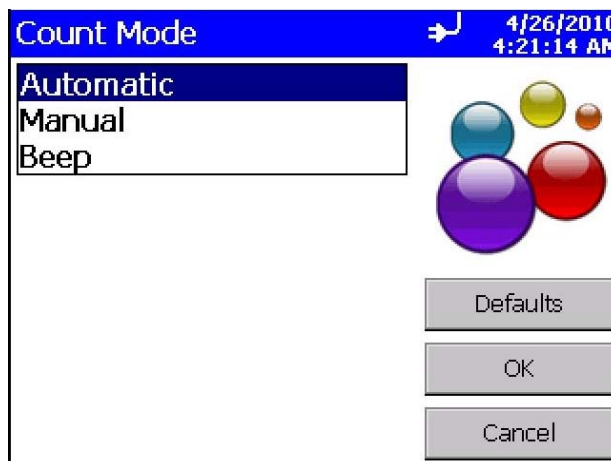 Count Mode
4/26/2010
4:21:14 AM
Automatic
Manual
Beep
Defaults
OK
Cancel